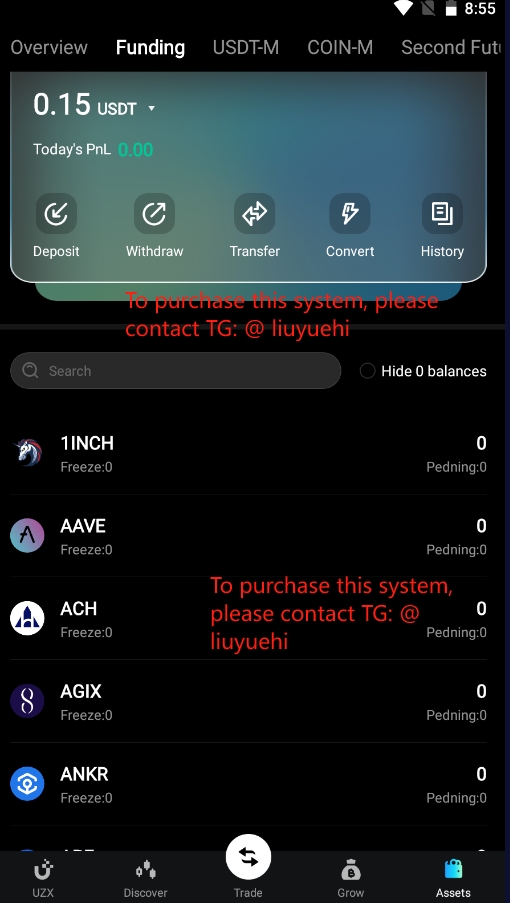 8:55
Overview Funding USDT-M COIN-M Second Futu
0.15 USDT
Today's PnL 0.00
Deposit Withdraw Transfer Convert History
To purchase this system, please
contact TG: @ liuyuehi
Search Hide 0 balances
1INCH 0
Freeze:0 Pedning:0
AAVE 0
Freeze:0 Pedning:0
To purchase this system,
please contact TG: @
liuyuehi
ACH 0
Freeze:0 Pedning:0
AGIX 0
Freeze:0 Pedning:0
ANKR 0
Freeze:0 Pedning:0
UZX Discover Trade Grow Assets